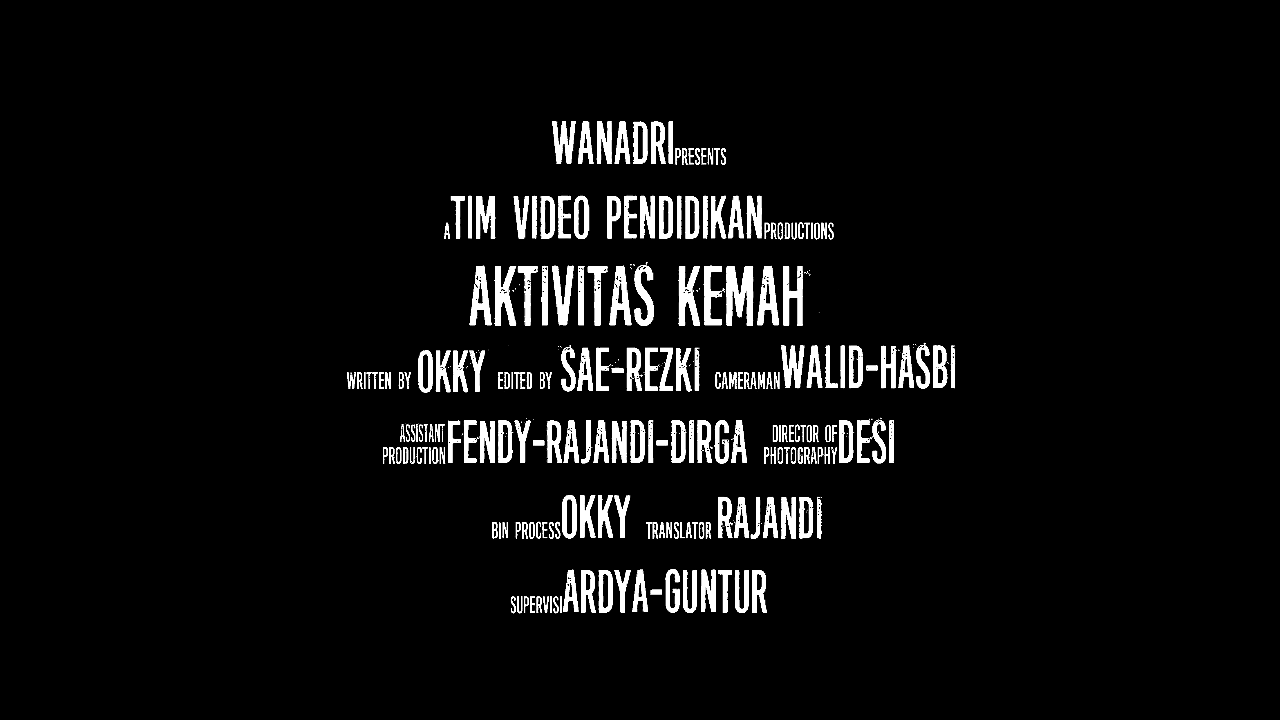 WANADRI PRESENTS
A TIM VIDEO PENDIDIKAN PRODUCTIONS
AKTIVITAS KEMAH
WRITTEN BY OKKY EDITED BY SAE-REZKI CAMERAMAN WALID-HASBI
ASSISTANT PRODUCTION FENDY-RAJANDI-DIRGA DIRECTOR OF PHOTOGRAPHY DESI
BIN PROCESS OKKY TRANSLATOR RAJANDI
SUPERVISI ARDYA-GUNTUR